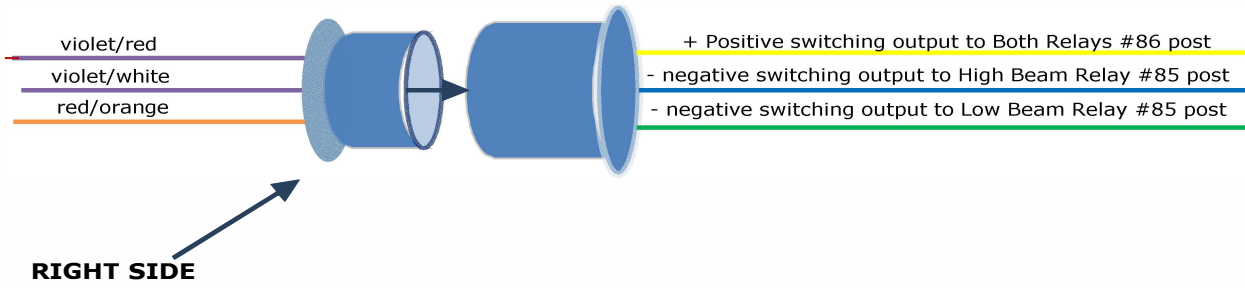 violet/red
violet/white
red/orange
+ Positive switching output to Both Relays #86 post
- negative switching output to High Beam Relay #85 post
- negative switching output to Low Beam Relay #85 post
RIGHT SIDE